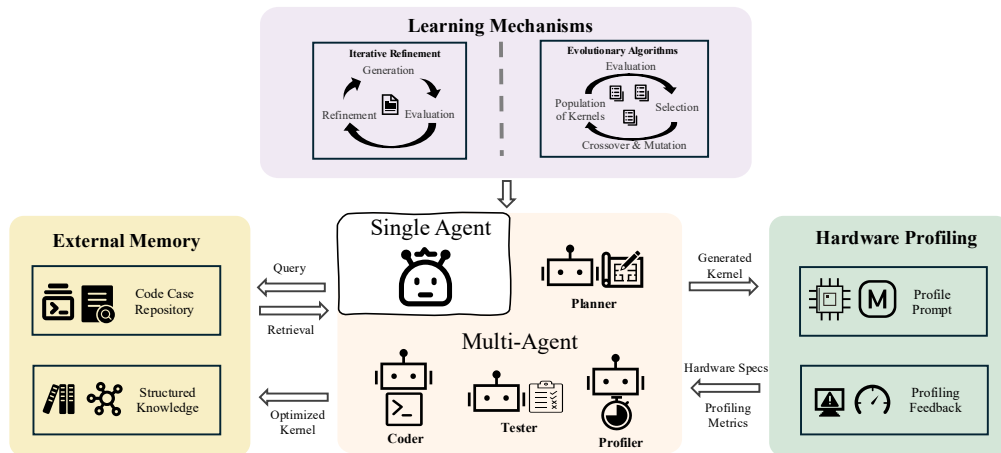 Learning Mechanisms
Iterative Refinement
Generation
Refinement
Evaluation
Evolutionary Algorithms
Evaluation
Population
of Kernels
Selection
Crossover & Mutation
External Memory
Code Case
Repository
Structured
Knowledge
Query
Retrieval
Optimized
Kernel
Single Agent
Planner
Multi-Agent
Coder
Tester
Profiler
Generated
Kernel
Hardware Specs
Profiling
Metrics
Hardware Profiling
M
Profile
Prompt
Profiling
Feedback